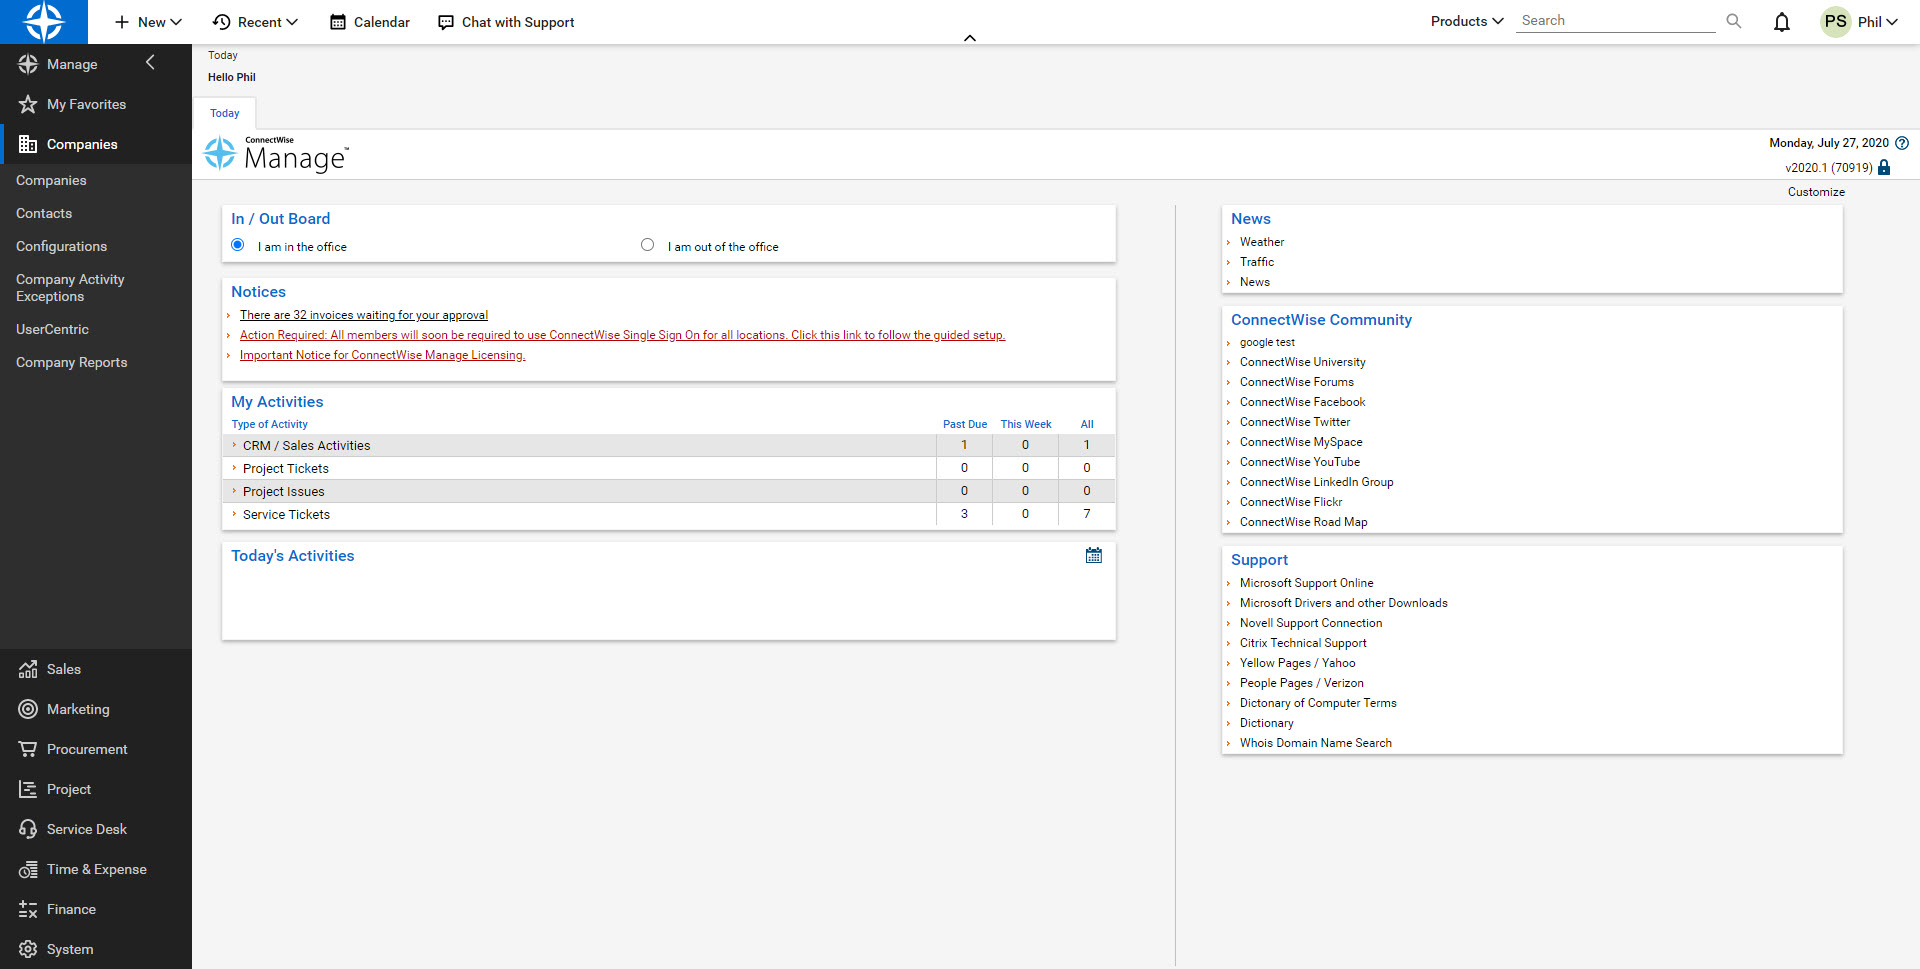 New
Recent
Calendar
Chat with Support
Products
Search
PS
Phil
Manage
My Favorites
Companies
Companies
Contacts
Configurations
Company Activity
Exceptions
UserCentric
Company Reports
Sales
Marketing
Procurement
Project
Service Desk
Time & Expense
Finance
System
Today
Hello Phil
Today
ConnectWise
Manage™
Monday, July 27, 2020
v2020.1 (70919)
Customize
In / Out Board
I am in the office
I am out of the office
Notices
There are 32 invoices waiting for your approval
Action Required: All members will soon be required to use ConnectWise Single Sign On for all locations. Click this link to follow the guided setup.
Important Notice for ConnectWise Manage Licensing.
My Activities
Type of Activity Past Due This Week All
CRM / Sales Activities 1 0 1
Project Tickets 0 0 0
Project Issues 0 0 0
Service Tickets 3 0 7
Today's Activities
News
Weather
Traffic
News
ConnectWise Community
google test
ConnectWise University
ConnectWise Forums
ConnectWise Facebook
ConnectWise Twitter
ConnectWise MySpace
ConnectWise YouTube
ConnectWise LinkedIn Group
ConnectWise Flickr
ConnectWise Road Map
Support
Microsoft Support Online
Microsoft Drivers and other Downloads
Novell Support Connection
Citrix Technical Support
Yellow Pages / Yahoo
People Pages / Verizon
Dictonary of Computer Terms
Dictionary
Whois Domain Name Search